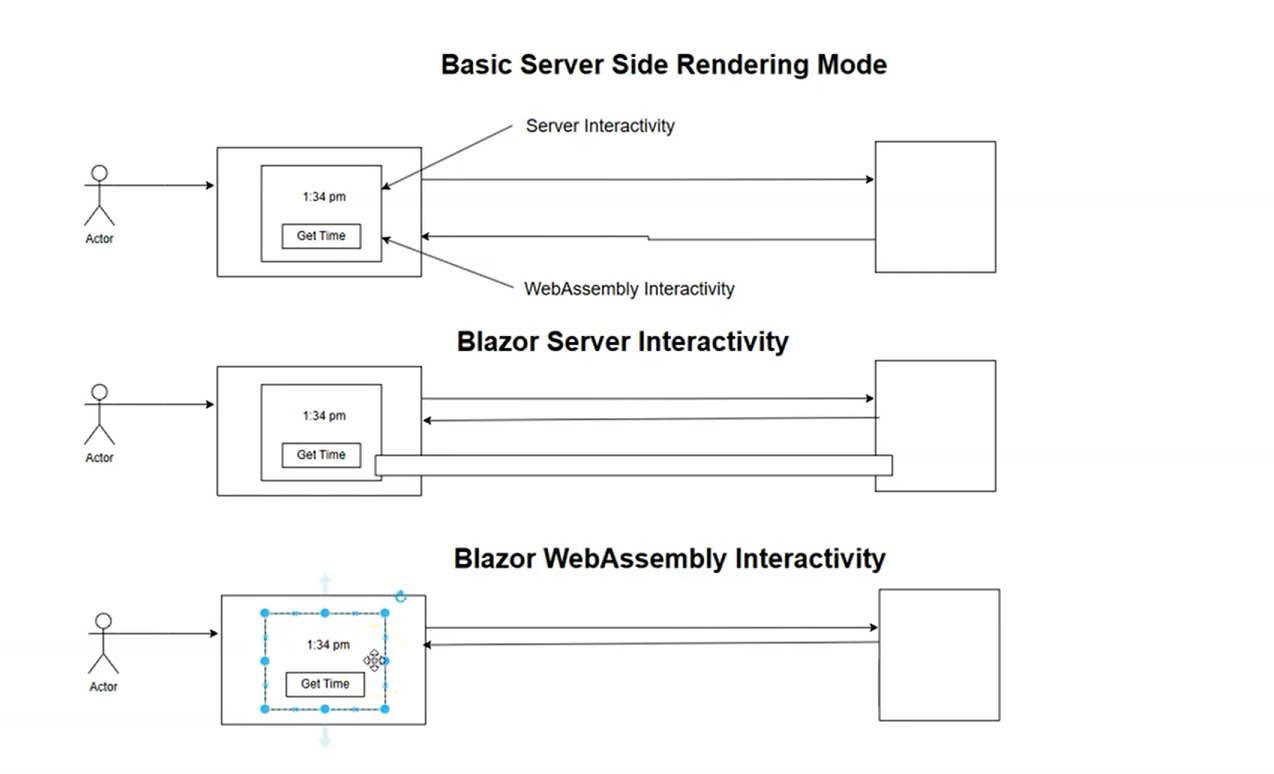 Basic Server Side Rendering Mode
Server Interactivity
1:34 pm
Get Time
Actor
WebAssembly Interactivity
Blazor Server Interactivity
1:34 pm
Get Time
Actor
Blazor WebAssembly Interactivity
1:34 pm
Get Time
Actor